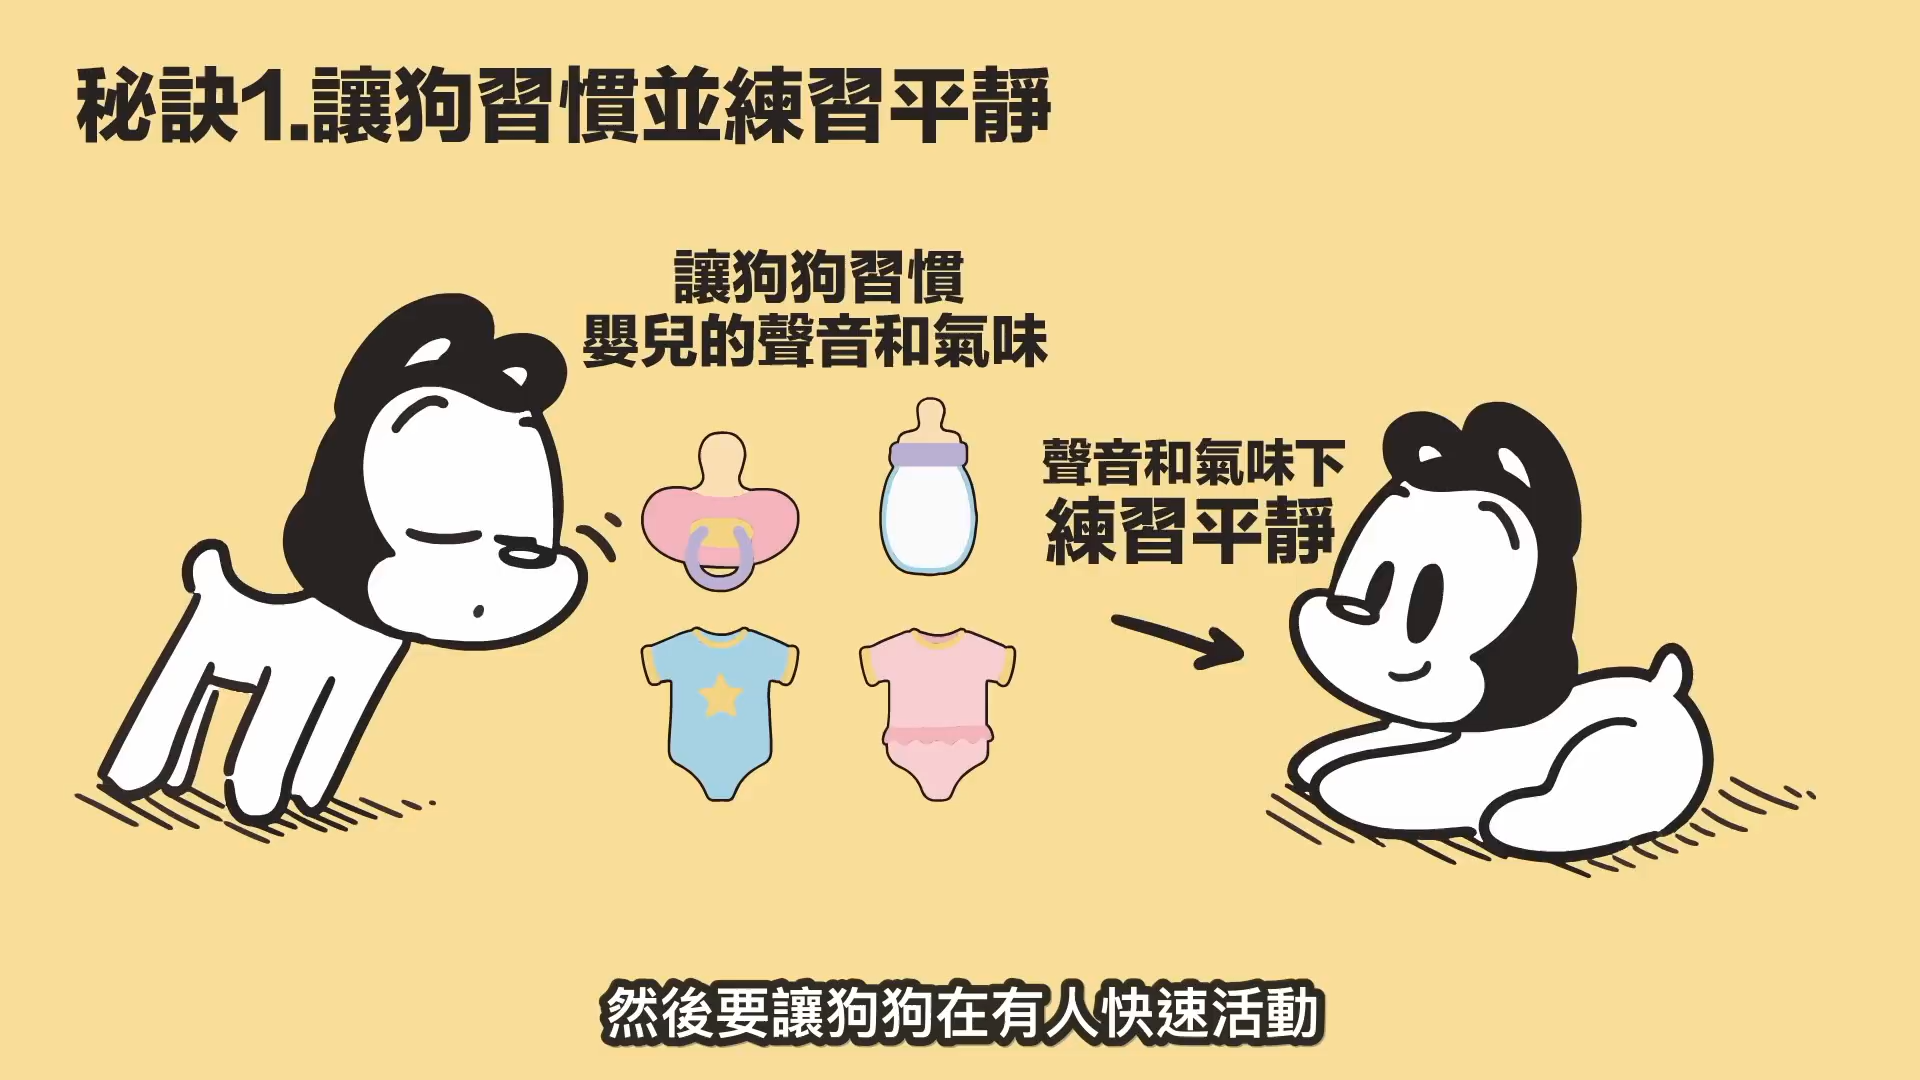 秘訣1.讓狗習慣並練習平靜
讓狗狗習慣
嬰兒的聲音和氣味
聲音和氣味下
練習平靜
然後要讓狗狗在有人快速活動